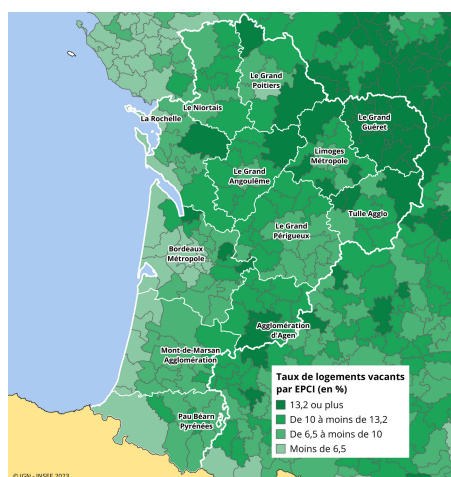 Le Grand
Poitiers
Le Niortais
La Rochelle
Le Grand
Guéret
Limoges
Métropole
Le Grand
Angoulême
Tulle Agglo
Le Grand
Périgueux
Bordeaux
Métropole
Agglomération
d'Agen
Mont-de-Marsan
Agglomération
Pau Béarn
Pyrénées
Taux de logements vacants
par EPCI (en %)
13,2 ou plus
De 10 à moins de 13,2
De 6,5 à moins de 10
Moins de 6,5
© IGN - INSEE 2023